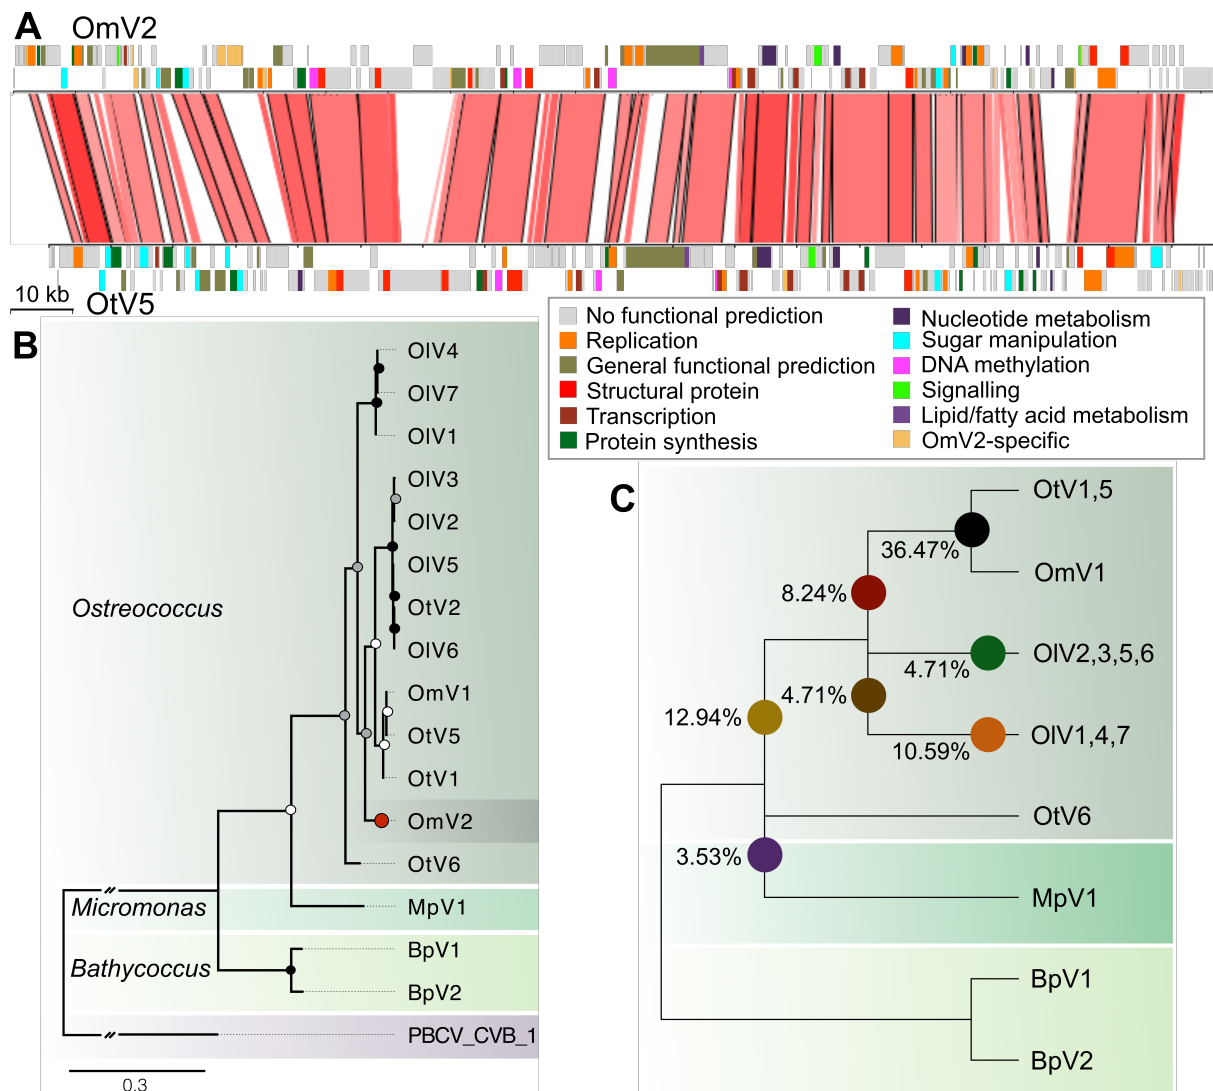 A OmV2
10 kb
OtV5
No functional prediction
Replication
General functional prediction
Structural protein
Transcription
Protein synthesis
Nucleotide metabolism
Sugar manipulation
DNA methylation
Signalling
Lipid/fatty acid metabolism
OmV2-specific
B
OlV4
OlV7
OlV1
OlV3
OlV2
OlV5
OtV2
OlV6
OmV1
OtV5
OtV1
OmV2
OtV6
MpV1
BpV1
BpV2
PBCV_CVB_1
Ostreococcus
Micromonas
Bathycoccus
0.3
C
OtV1,5
36.47%
OmV1
8.24%
OlV2,3,5,6
4.71%
4.71%
12.94%
OlV1,4,7
10.59%
OtV6
3.53%
MpV1
BpV1
BpV2